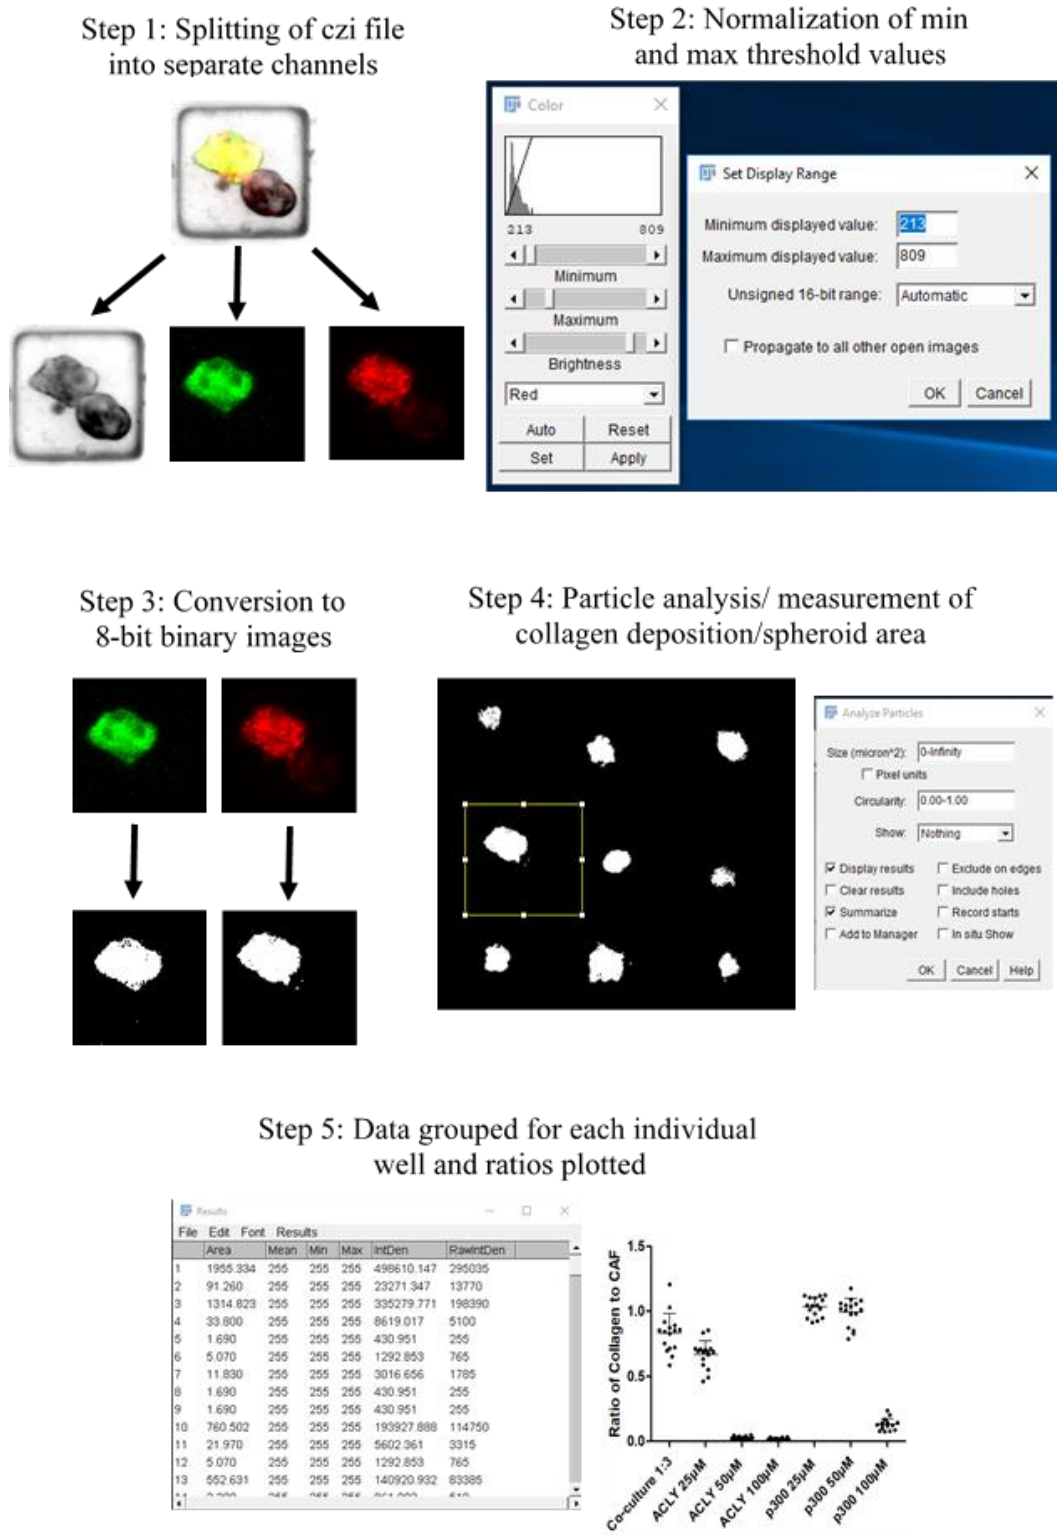 Step 1: Splitting of czi file
into separate channels
Step 2: Normalization of min
and max threshold values
Color
213 809
Minimum
Maximum
Brightness
Red
Auto Reset
Set Apply
Set Display Range
Minimum displayed value: 213
Maximum displayed value: 809
Unsigned 16-bit range: Automatic
Propagate to all other open images
OK Cancel
Step 3: Conversion to
8-bit binary images
Step 4: Particle analysis/ measurement of
collagen deposition/spheroid area
Analyze Particles
Size (micron^2): 0-Infinity
Pixel units
Circularity: 0.00-1.00
Show: Nothing
Display results Exclude on edges
Clear results Include holes
Summarize Record starts
Add to Manager In situ Show
OK Cancel Help
Step 5: Data grouped for each individual
well and ratios plotted
Results
File Edit Font Results
Area Mean Min Max IntDen RawIntDen
1 1955.334 255 255 255 498610.147 295035
2 91.260 255 255 255 23271.347 13770
3 1314.823 255 255 255 335279.771 198390
4 33.800 255 255 255 8619.017 5100
5 1.690 255 255 255 430.951 255
6 5.070 255 255 255 1292.853 765
7 11.830 255 255 255 3016.656 1785
8 1.690 255 255 255 430.951 255
9 1.690 255 255 255 430.951 255
10 760.502 255 255 255 193927.888 114750
11 21.970 255 255 255 5602.361 3315
12 5.070 255 255 255 1292.853 765
13 552.631 255 255 255 140920.932 83385
Ratio of Collagen to CAF
1.5
1.0
0.5
0.0
Co-culture 1:3
ACLY 25µM
ACLY 50µM
ACLY 100µM
p300 25µM
p300 50µM
p300 100µM